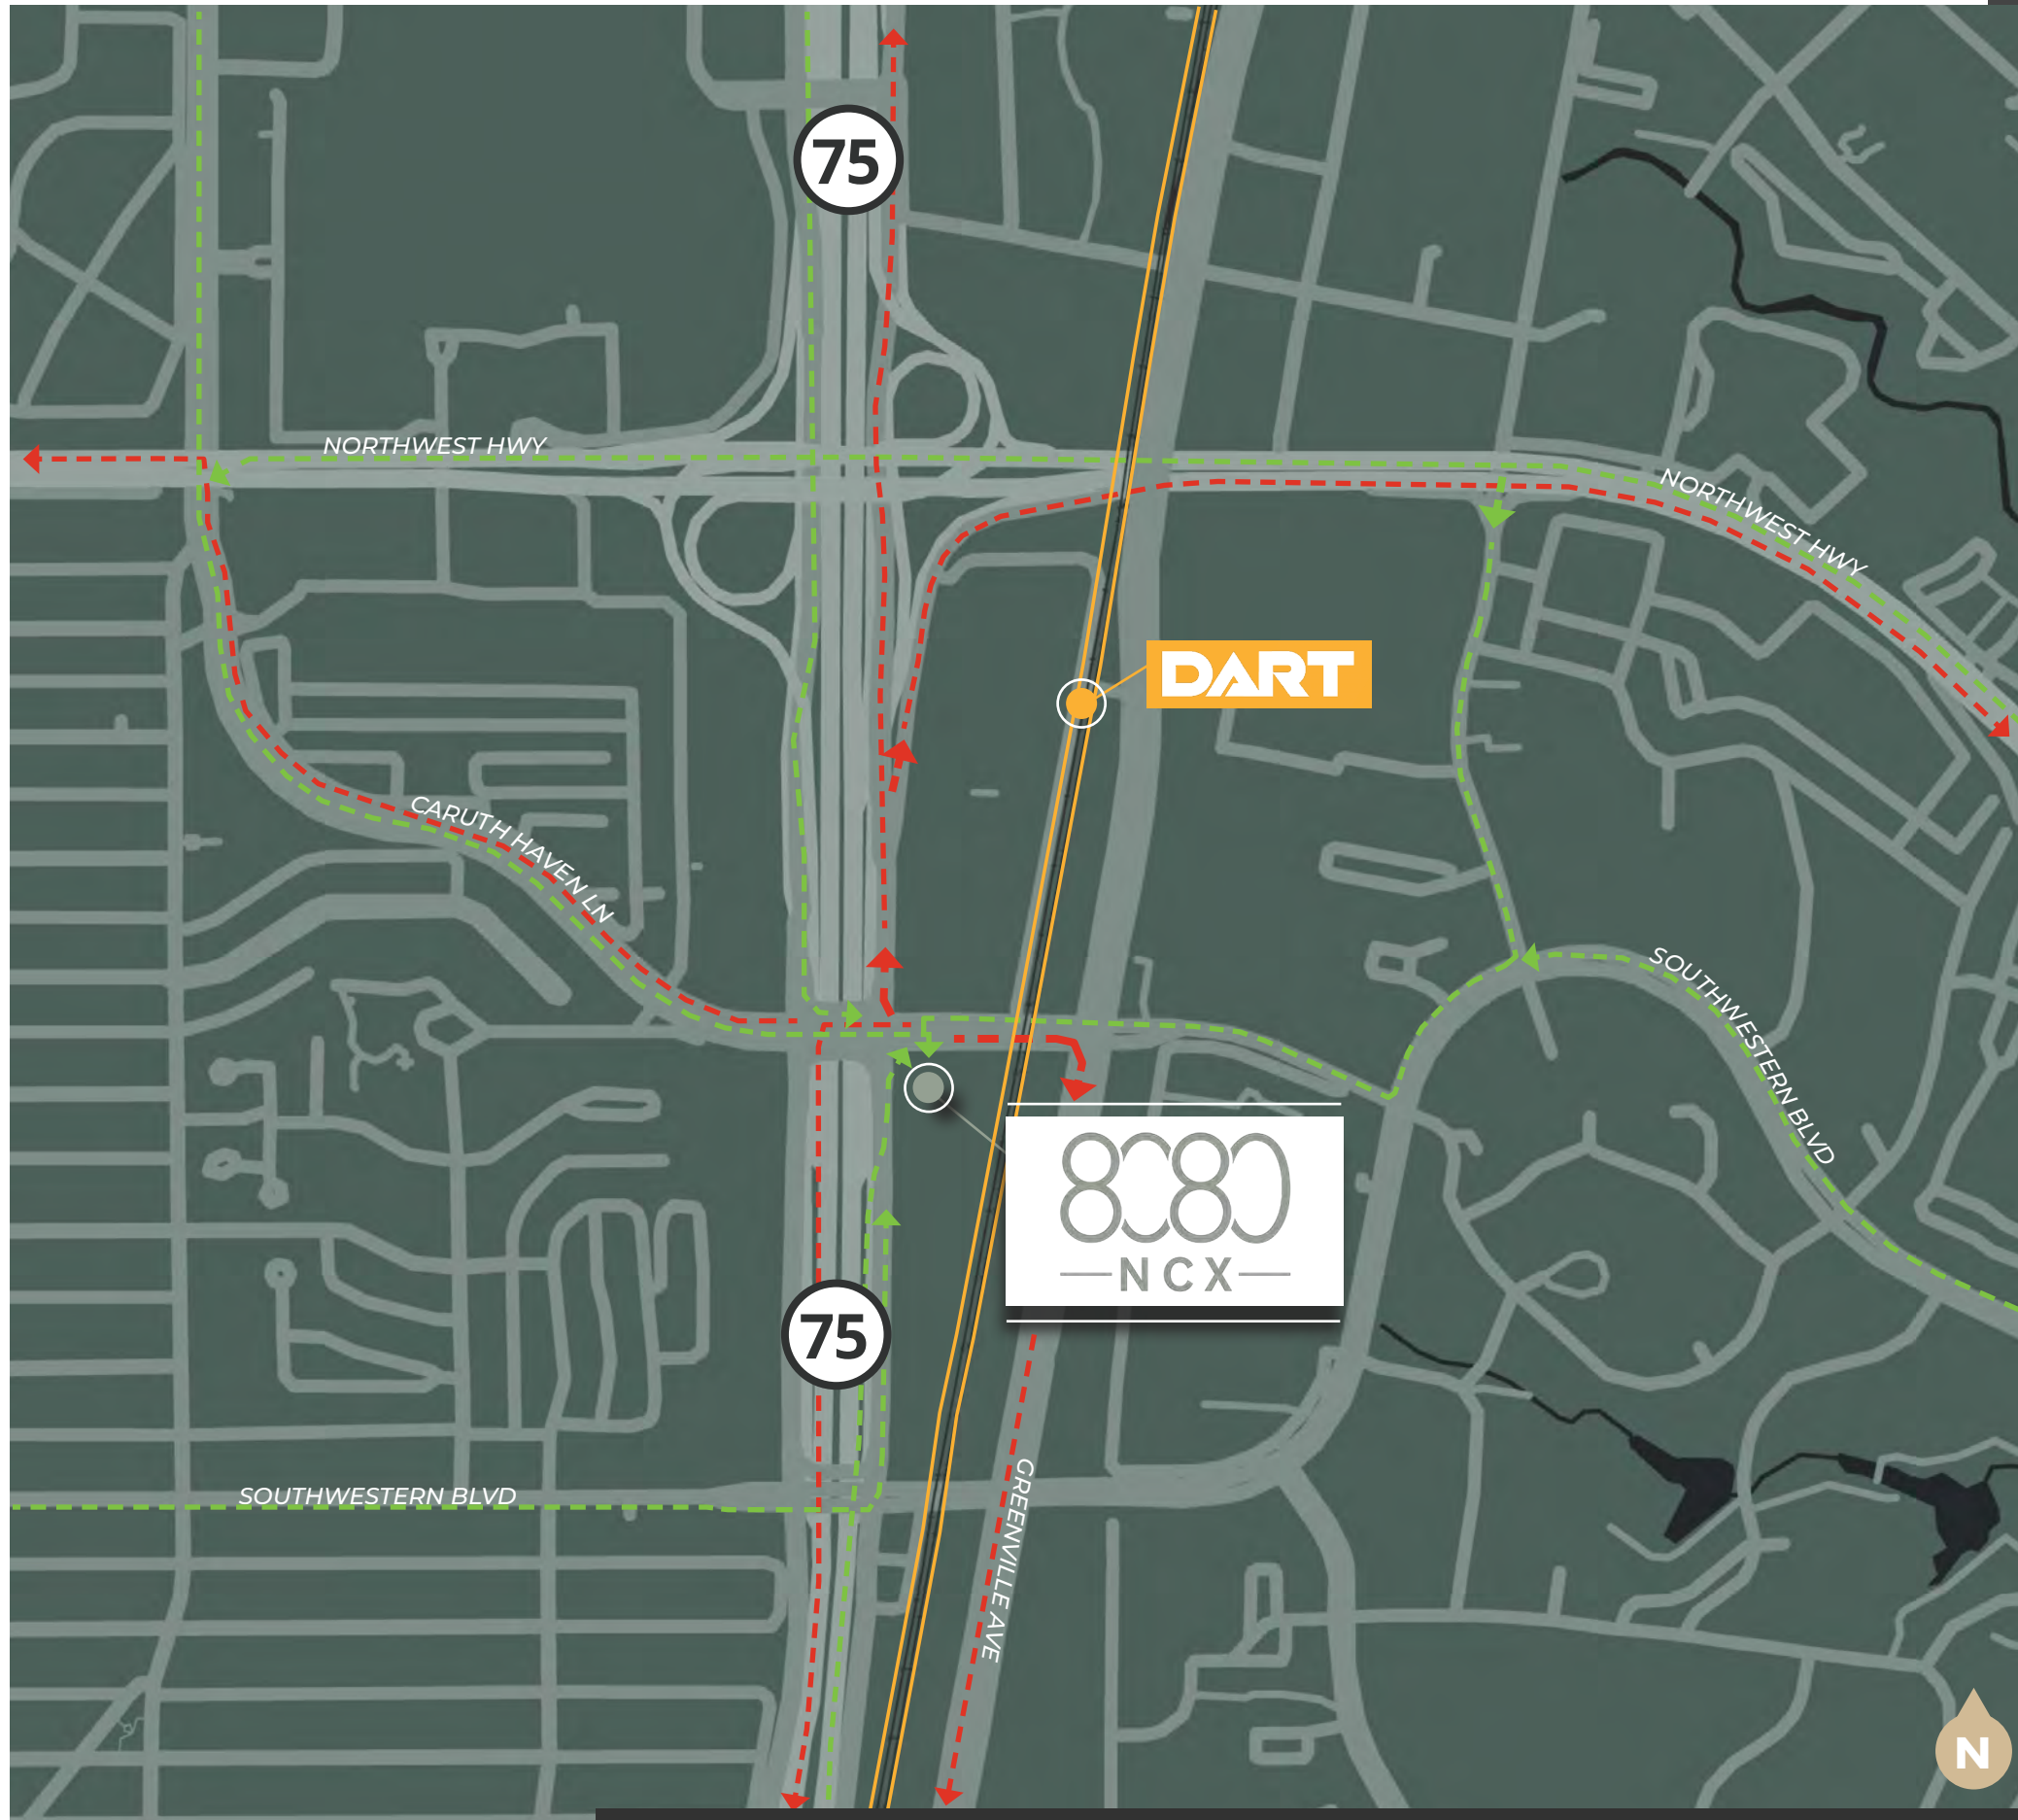 75
NORTHWEST HWY
NORTHWEST HWY
DART
CARUTH HAVEN LN
SOUTHWESTERN BLVD
8080
NCX
75
GREENVILLE AVE
SOUTHWESTERN BLVD
N